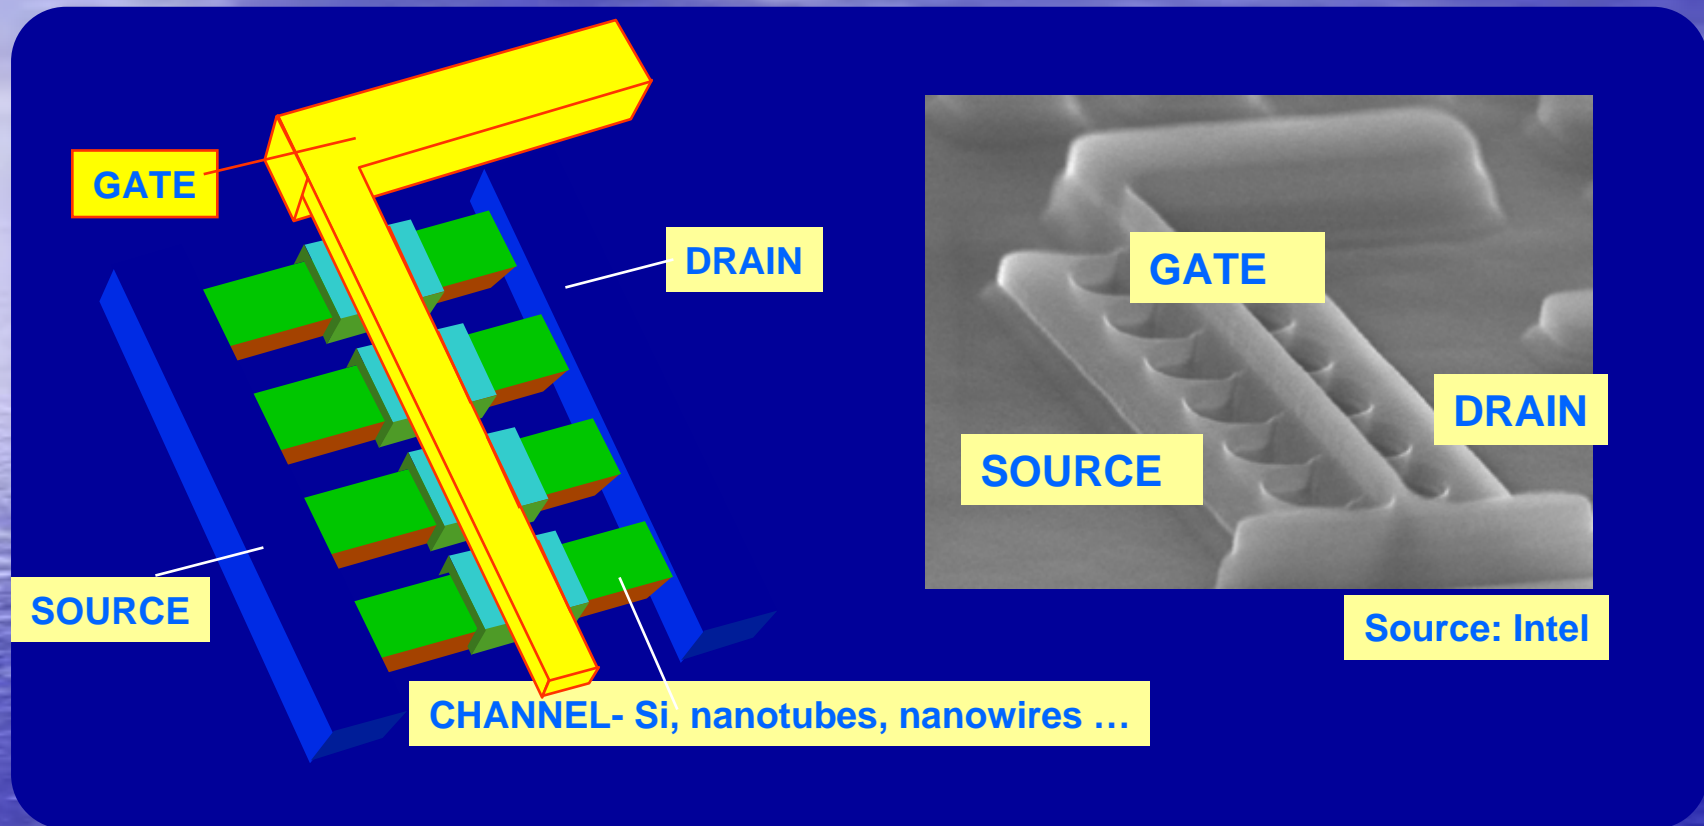 GATE
DRAIN
SOURCE
CHANNEL- Si, nanotubes, nanowires …
GATE
DRAIN
SOURCE
Source: Intel